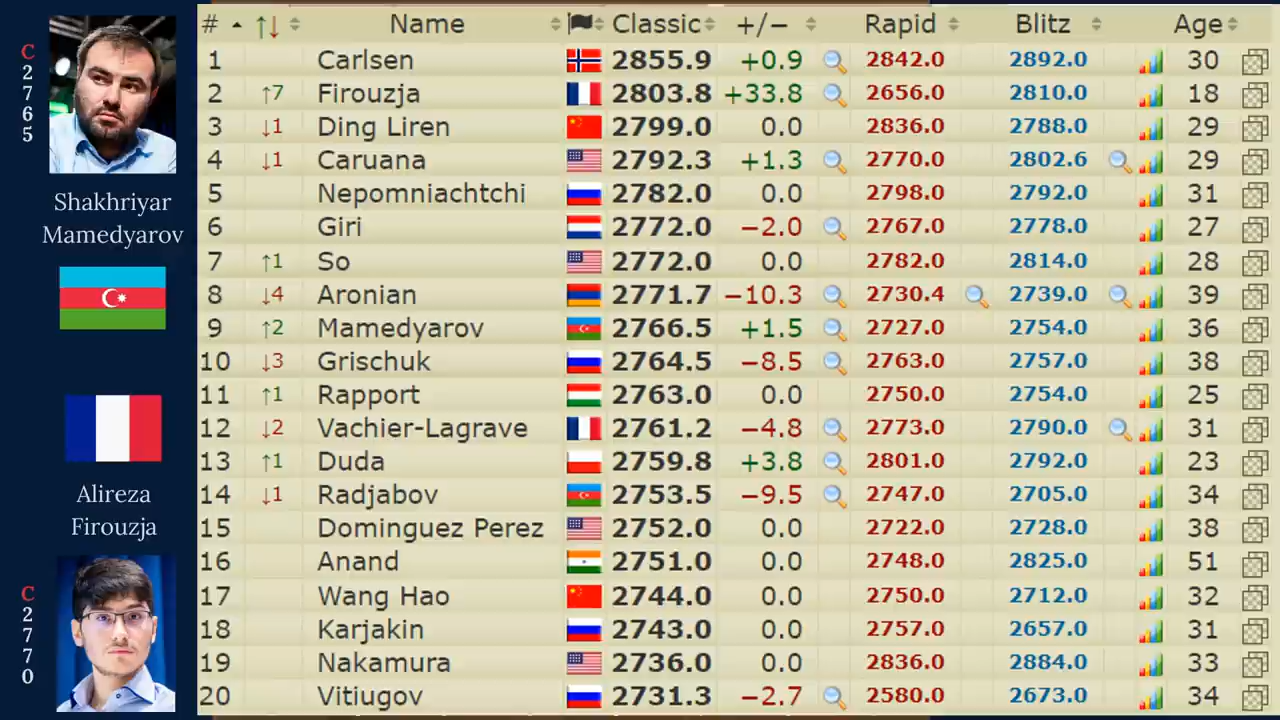 C
2
7
6
5
Shakhriyar
Mamedyarov
Alireza
Firouzja
C
2
7
7
0
# ↑↓ Name Classic +/− Rapid Blitz Age
1 Carlsen 2855.9 +0.9 2842.0 2892.0 30
2 ↑7 Firouzja 2803.8 +33.8 2656.0 2810.0 18
3 ↓1 Ding Liren 2799.0 0.0 2836.0 2788.0 29
4 ↓1 Caruana 2792.3 +1.3 2770.0 2802.6 29
5 Nepomniachtchi 2782.0 0.0 2798.0 2792.0 31
6 Giri 2772.0 −2.0 2767.0 2778.0 27
7 ↑1 So 2772.0 0.0 2782.0 2814.0 28
8 ↓4 Aronian 2771.7 −10.3 2730.4 2739.0 39
9 ↑2 Mamedyarov 2766.5 +1.5 2727.0 2754.0 36
10 ↓3 Grischuk 2764.5 −8.5 2763.0 2757.0 38
11 ↑1 Rapport 2763.0 0.0 2750.0 2754.0 25
12 ↓2 Vachier-Lagrave 2761.2 −4.8 2773.0 2790.0 31
13 ↑1 Duda 2759.8 +3.8 2801.0 2792.0 23
14 ↓1 Radjabov 2753.5 −9.5 2747.0 2705.0 34
15 Dominguez Perez 2752.0 0.0 2722.0 2728.0 38
16 Anand 2751.0 0.0 2748.0 2825.0 51
17 Wang Hao 2744.0 0.0 2750.0 2712.0 32
18 Karjakin 2743.0 0.0 2757.0 2657.0 31
19 Nakamura 2736.0 0.0 2836.0 2884.0 33
20 Vitiugov 2731.3 −2.7 2580.0 2673.0 34